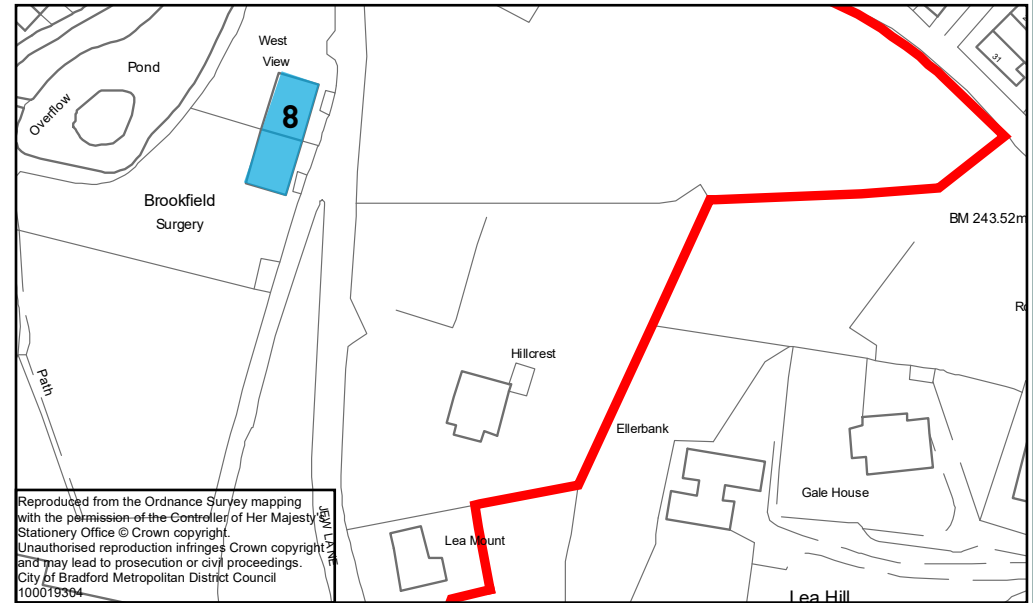 West
View
Pond
31
Overflow
8
Brookfield
Surgery
BM 243.52m
Hillcrest
Path
Ellerbank
Gale House
JEW LANE
Lea Mount
Lea Hill
Reproduced from the Ordnance Survey mapping
with the permission of the Controller of Her Majesty's
Stationery Office © Crown copyright.
Unauthorised reproduction infringes Crown copyright
and may lead to prosecution or civil proceedings.
City of Bradford Metropolitan District Council
100019304